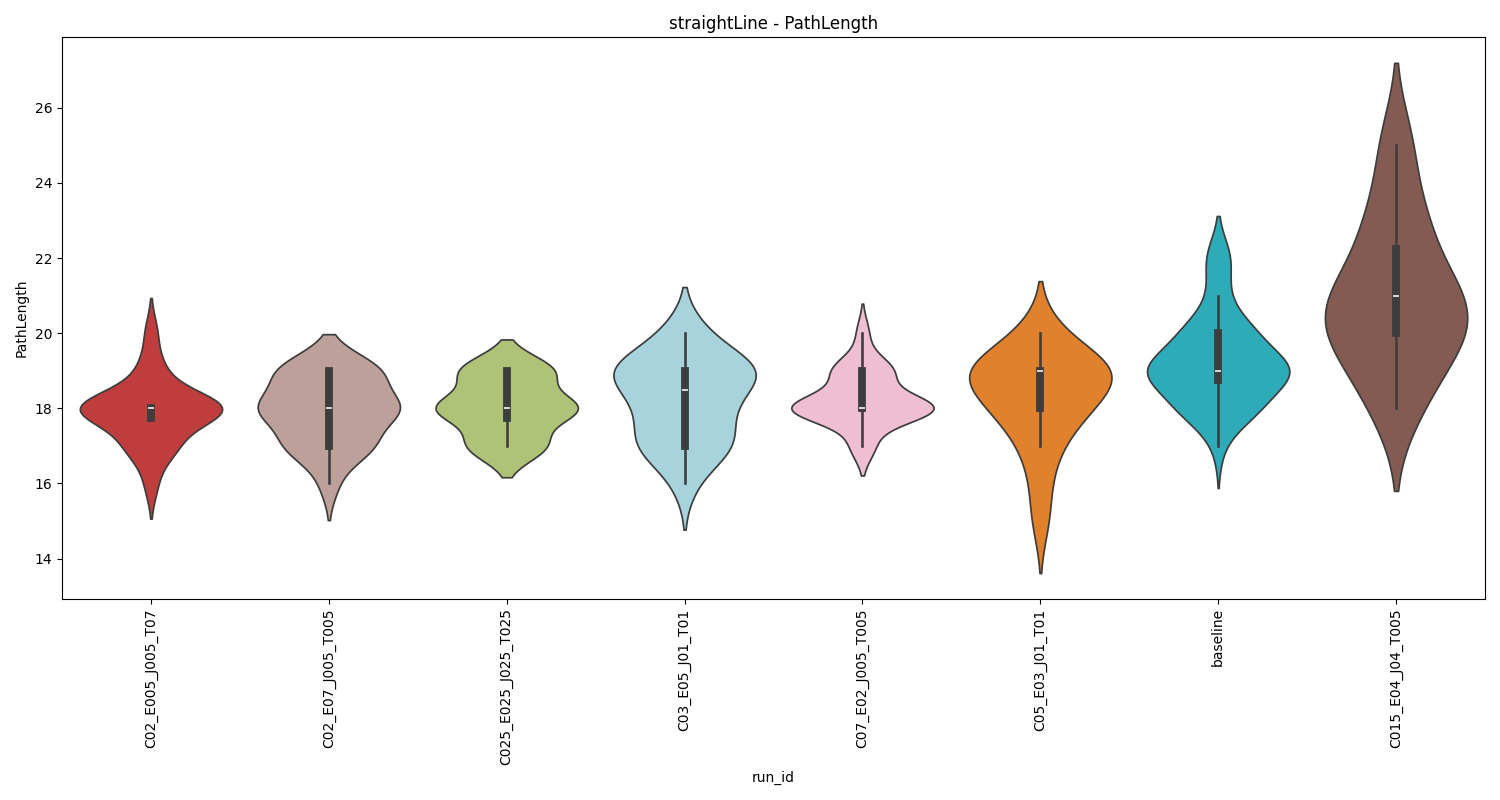 straightLine - PathLength
PathLength
26
24
22
20
18
16
14
C02_E005_J005_T07
C02_E07_J005_T005
C025_E025_J025_T025
C03_E05_J01_T01
C07_E02_J005_T005
C05_E03_J01_T01
baseline
C015_E04_J04_T005
run_id